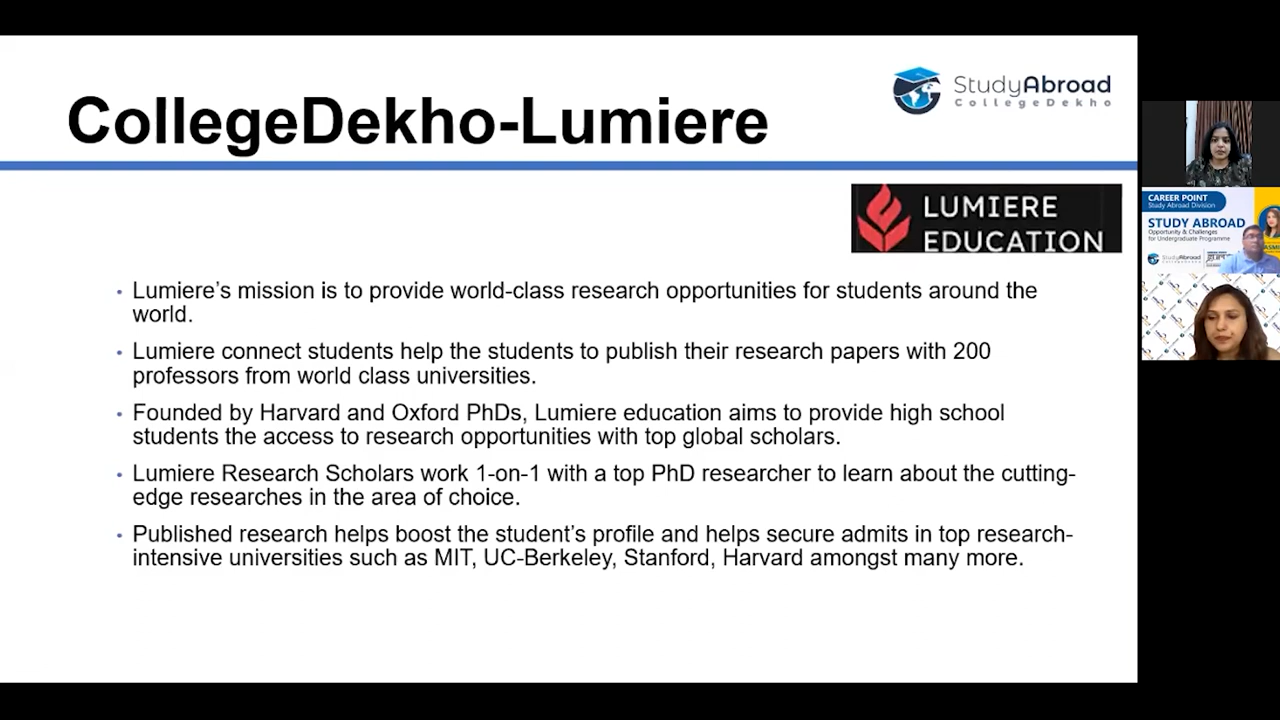 CollegeDekho-Lumiere
StudyAbroad
CollegeDekho
LUMIERE
EDUCATION
• Lumiere’s mission is to provide world-class research opportunities for students around the
world.
• Lumiere connect students help the students to publish their research papers with 200
professors from world class universities.
• Founded by Harvard and Oxford PhDs, Lumiere education aims to provide high school
students the access to research opportunities with top global scholars.
• Lumiere Research Scholars work 1-on-1 with a top PhD researcher to learn about the cutting-
edge researches in the area of choice.
• Published research helps boost the student’s profile and helps secure admits in top research-
intensive universities such as MIT, UC-Berkeley, Stanford, Harvard amongst many more.
CAREER POINT
Study Abroad Division
STUDY ABROAD
Opportunity & Challenges
for Undergraduate Programme
StudyAbroad